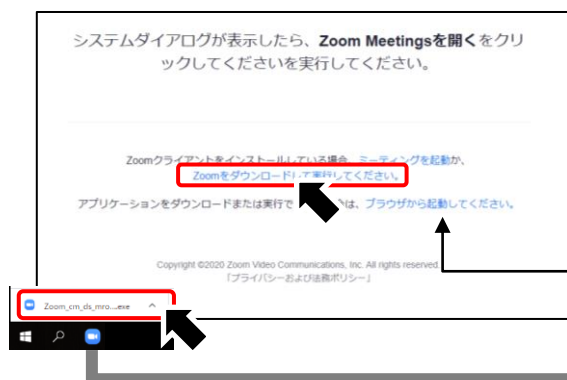 システムダイアログが表示したら、Zoom Meetingsを開くをクリ
ックしてくださいを実行してください。
Zoomクライアントをインストールしている場合、ミーティングを起動か、
Zoomをダウンロードして実行してください。
アプリケーションをダウンロードまたは実行で は、ブラウザから起動してください。
Copyright ©2020 Zoom Video Communications, Inc. All rights reserved.
「プライバシーおよび法務ポリシー」
Zoom_cm_ds_mro....exe